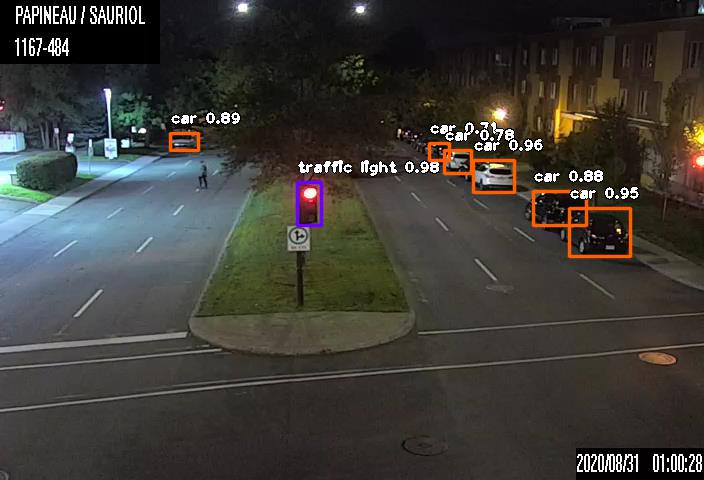 PAPINEAU / SAURIOL
1167-484
car 0.89
car 0.71
car 0.78
car 0.96
traffic light 0.98
car 0.88
car 0.95
2020/08/31 01:00:28